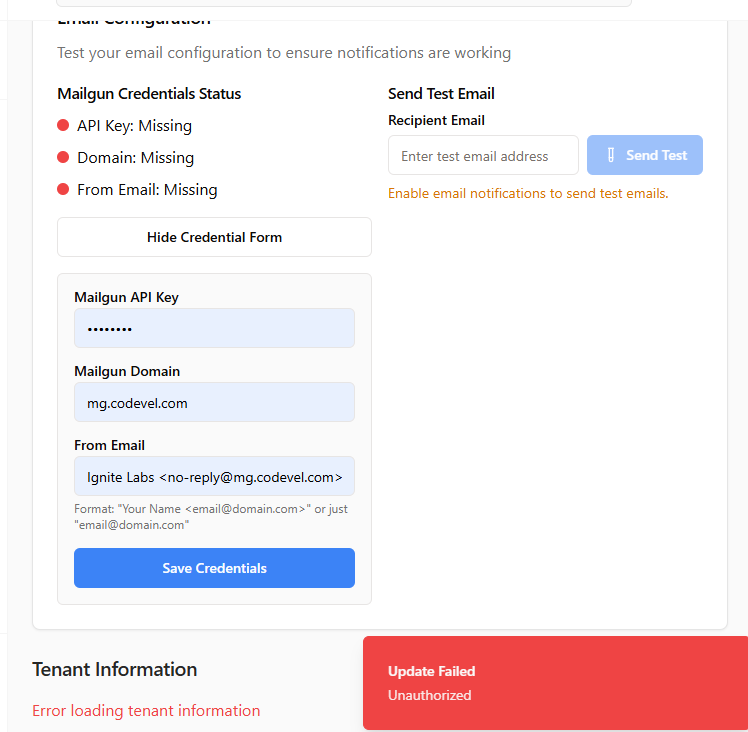 Email Configuration
Test your email configuration to ensure notifications are working
Mailgun Credentials Status
API Key: Missing
Domain: Missing
From Email: Missing
Hide Credential Form
Mailgun API Key
••••••••
Mailgun Domain
mg.codevel.com
From Email
Ignite Labs <no-reply@mg.codevel.com>
Format: "Your Name <email@domain.com>" or just
"email@domain.com"
Save Credentials
Send Test Email
Recipient Email
Enter test email address
Send Test
Enable email notifications to send test emails.
Tenant Information
Error loading tenant information
Update Failed
Unauthorized